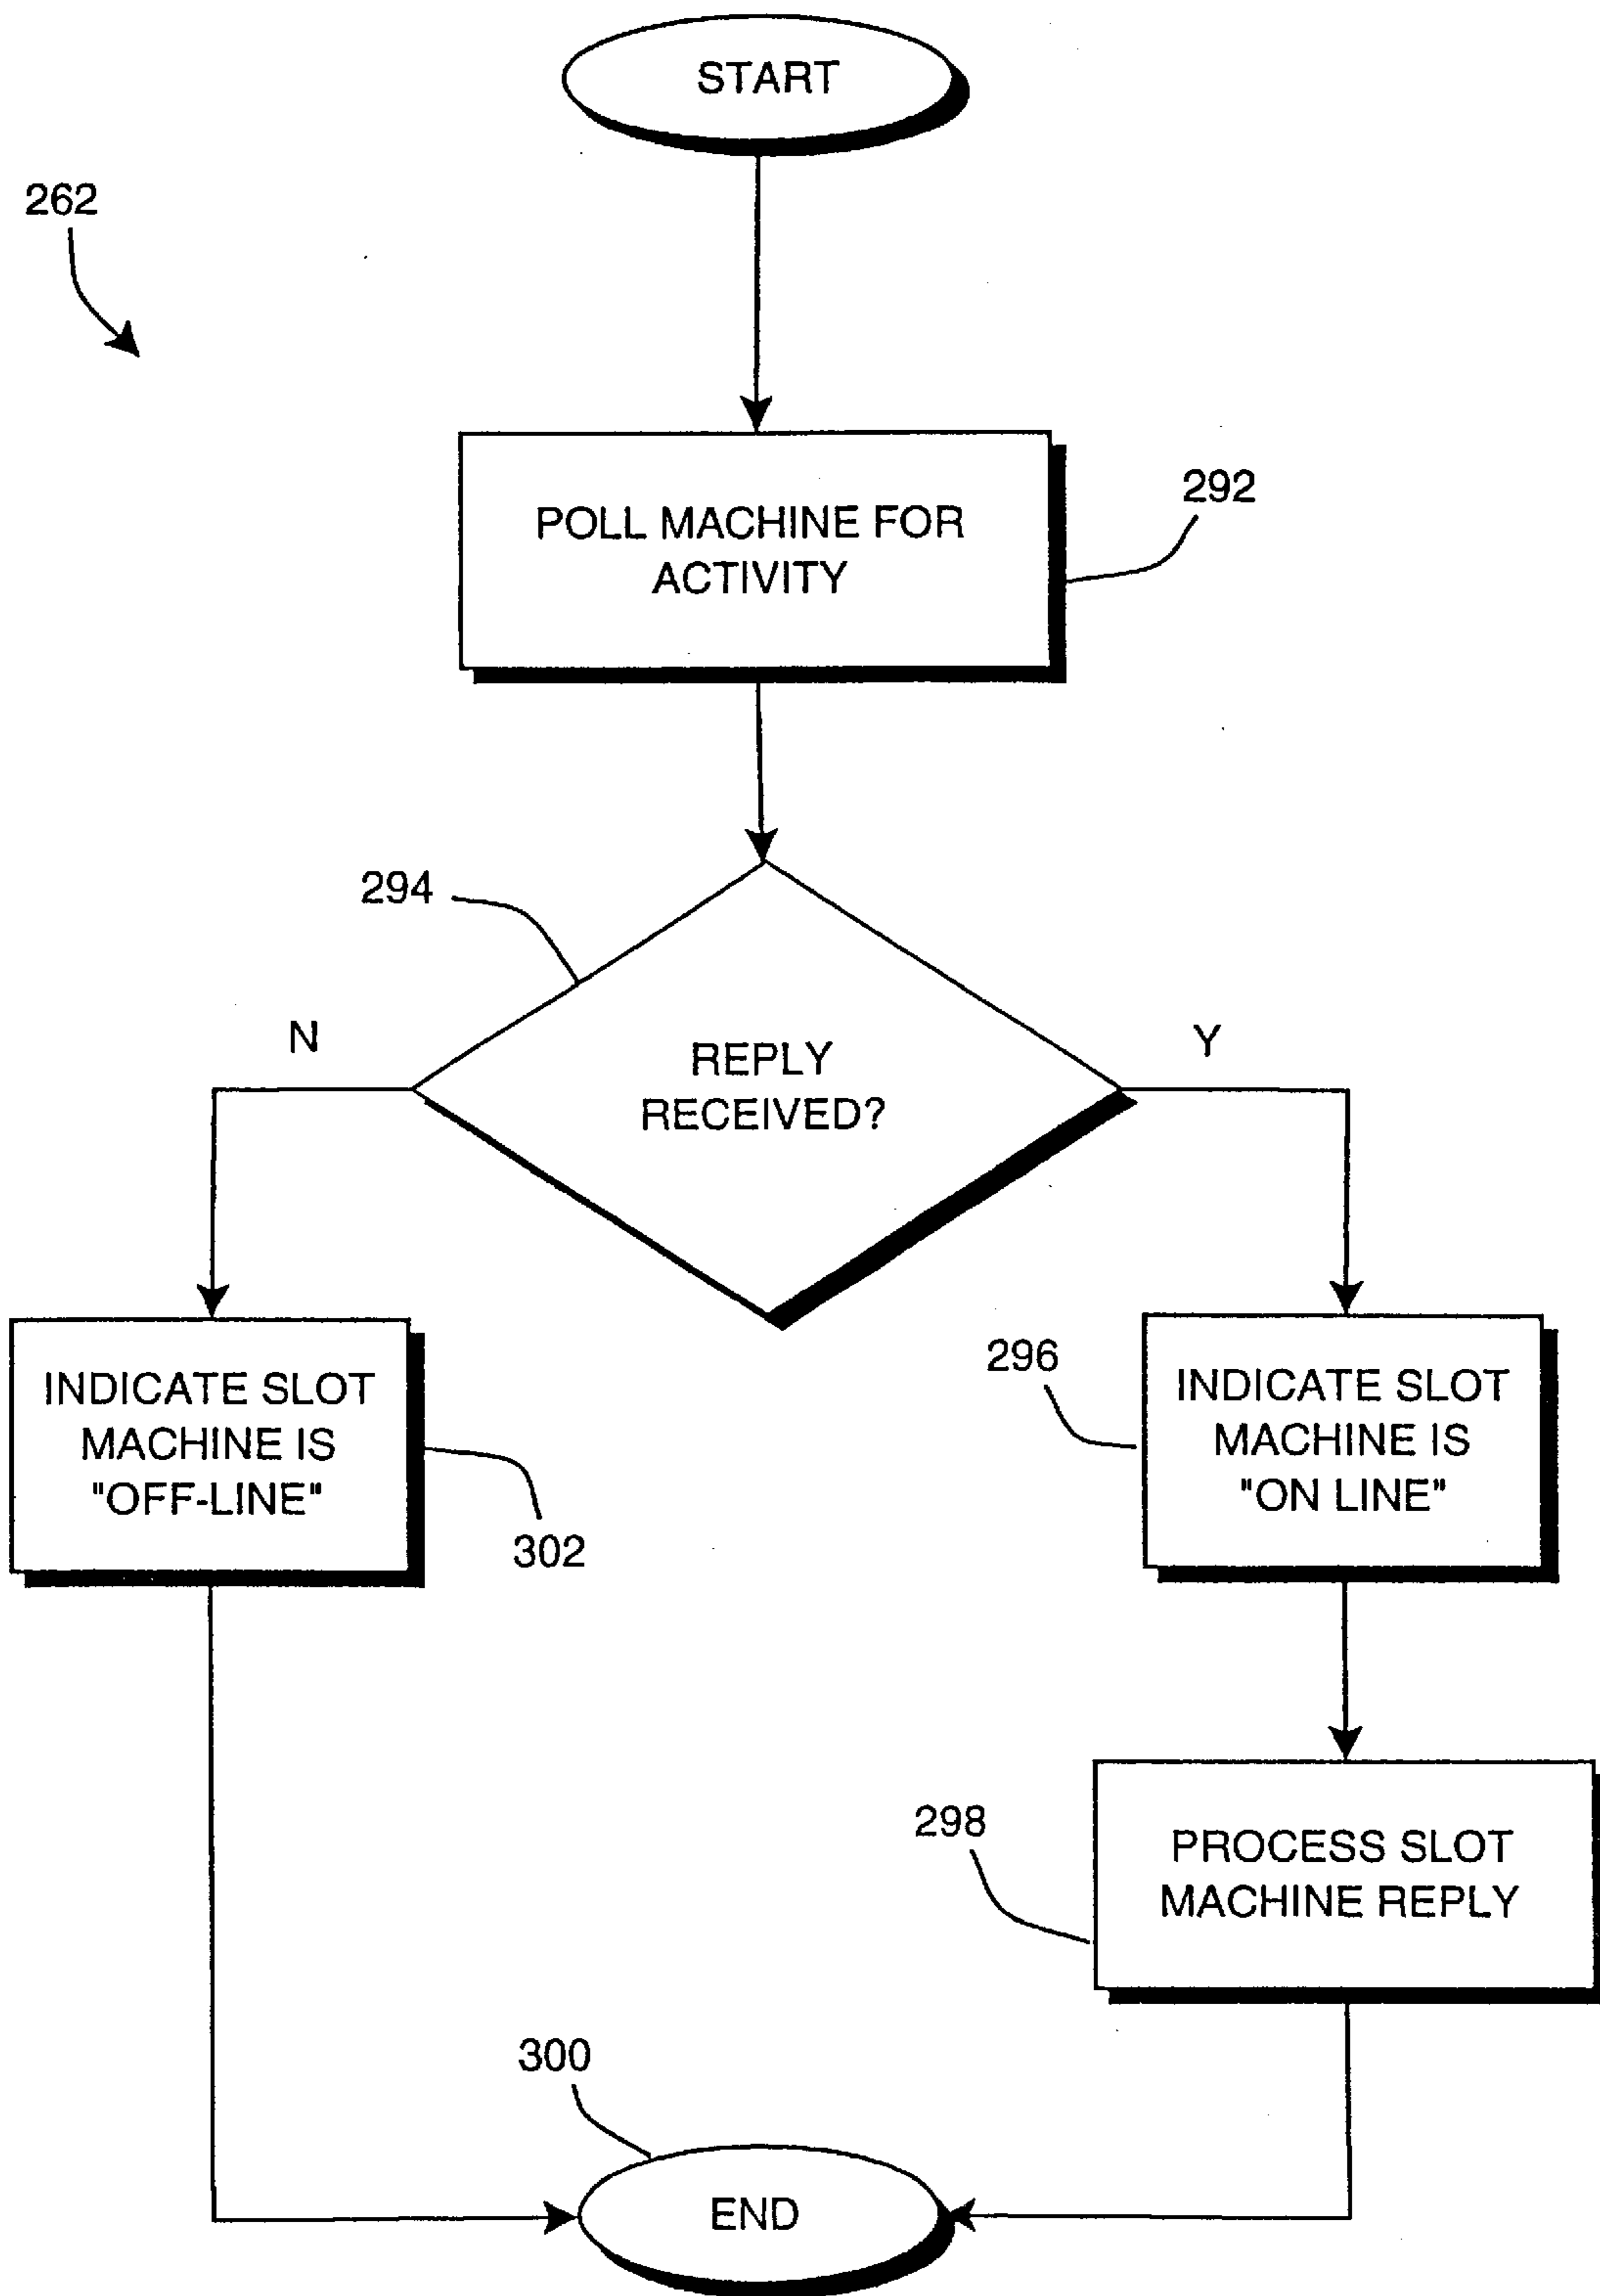 START
262
POLL MACHINE FOR
ACTIVITY
292
294
N
REPLY
RECEIVED?
Y
INDICATE SLOT
MACHINE IS
"OFF-LINE"
302
296
INDICATE SLOT
MACHINE IS
"ON LINE"
298
PROCESS SLOT
MACHINE REPLY
300
END